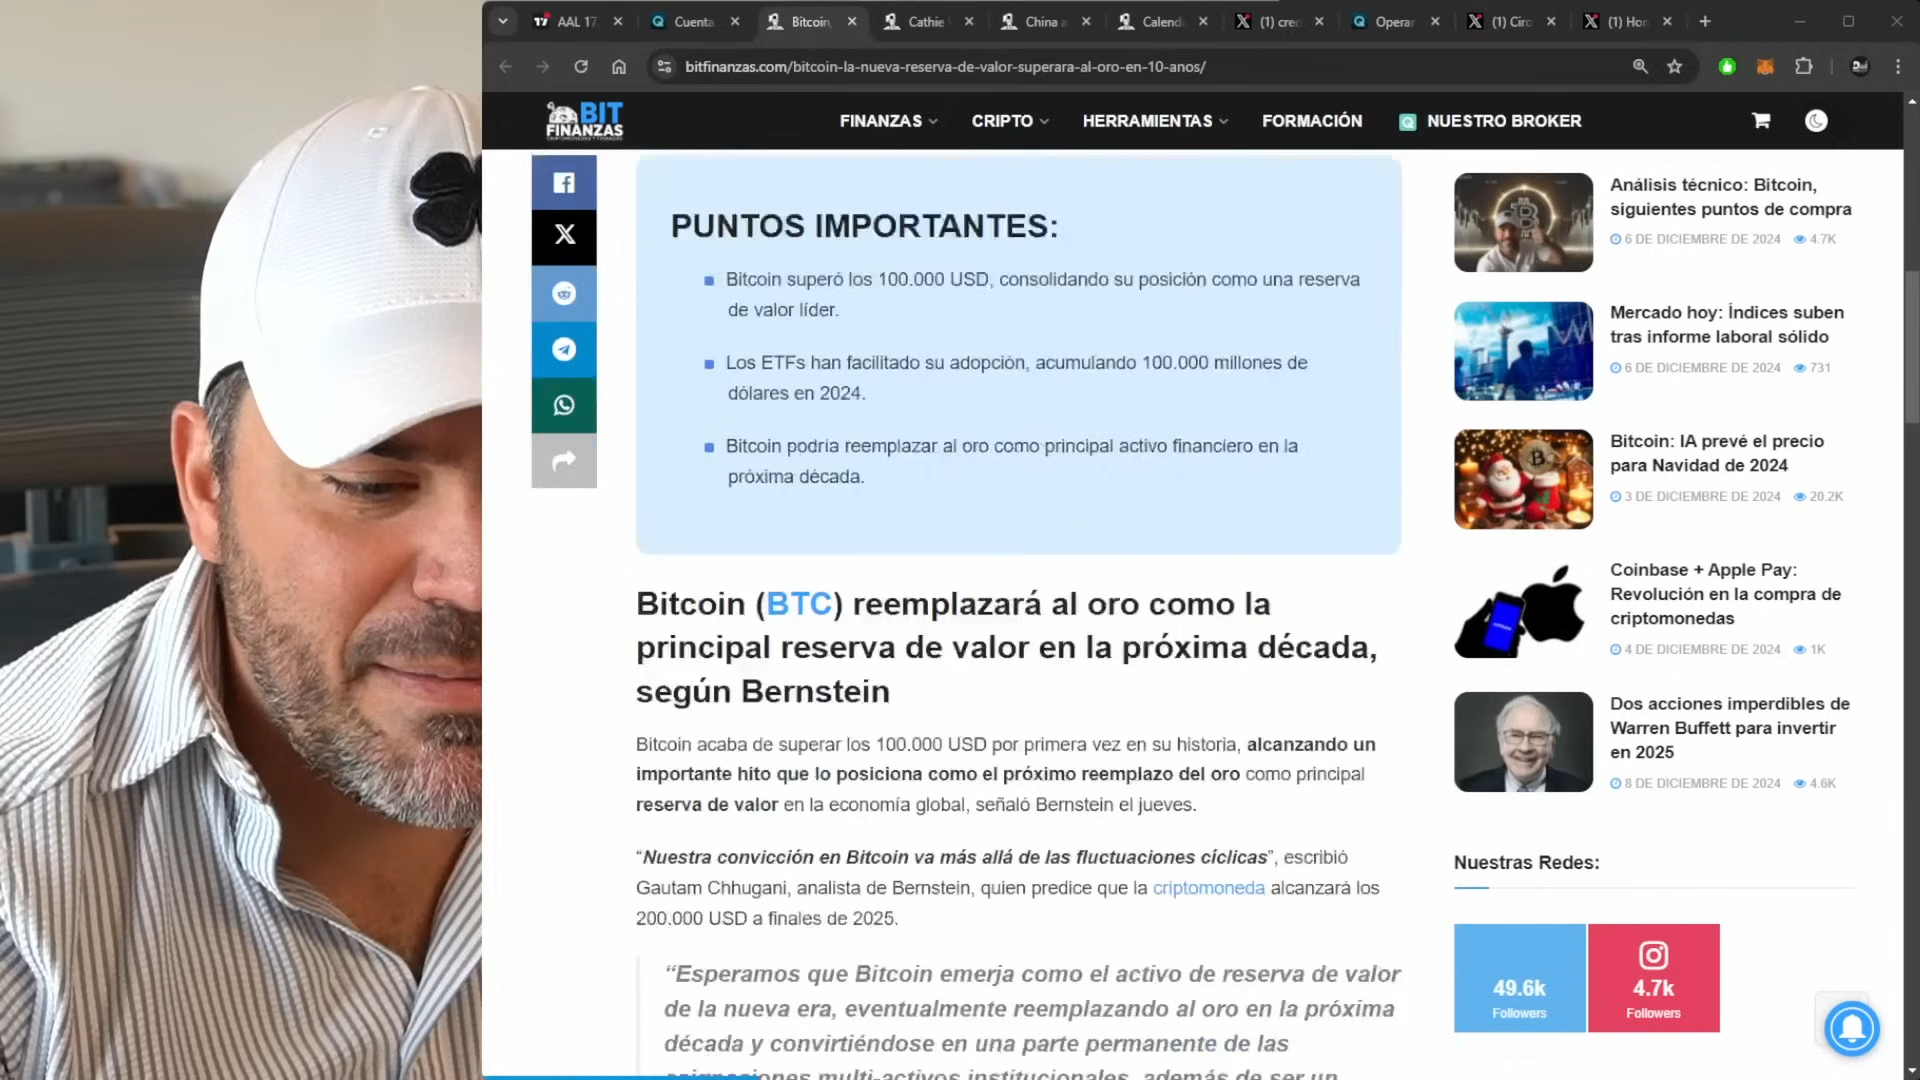 AAL 17
Cuenta
Bitcoin
Cathie
China a
Calend
(1) crec
Operar
(1) Circ
(1) Hon
bitfinanzas.com/bitcoin-la-nueva-reserva-de-valor-superara-al-oro-en-10-anos/
BIT
FINANZAS
FINANZAS
CRIPTO
HERRAMIENTAS
FORMACIÓN
NUESTRO BROKER
PUNTOS IMPORTANTES:
Bitcoin superó los 100.000 USD, consolidando su posición como una reserva
de valor líder.
Los ETFs han facilitado su adopción, acumulando 100.000 millones de
dólares en 2024.
Bitcoin podría reemplazar al oro como principal activo financiero en la
próxima década.
Bitcoin (BTC) reemplazará al oro como la
principal reserva de valor en la próxima década,
según Bernstein
Bitcoin acaba de superar los 100.000 USD por primera vez en su historia, alcanzando un
importante hito que lo posiciona como el próximo reemplazo del oro como principal
reserva de valor en la economía global, señaló Bernstein el jueves.
“Nuestra convicción en Bitcoin va más allá de las fluctuaciones cíclicas”, escribió
Gautam Chhugani, analista de Bernstein, quien predice que la criptomoneda alcanzará los
200.000 USD a finales de 2025.
“Esperamos que Bitcoin emerja como el activo de reserva de valor
de la nueva era, eventualmente reemplazando al oro en la próxima
década y convirtiéndose en una parte permanente de las
asignaciones multi-activos institucionales, además de ser un
Análisis técnico: Bitcoin,
siguientes puntos de compra
6 DE DICIEMBRE DE 2024 4.7K
Mercado hoy: Índices suben
tras informe laboral sólido
6 DE DICIEMBRE DE 2024 731
Bitcoin: IA prevé el precio
para Navidad de 2024
3 DE DICIEMBRE DE 2024 20.2K
Coinbase + Apple Pay:
Revolución en la compra de
criptomonedas
4 DE DICIEMBRE DE 2024 1K
Dos acciones imperdibles de
Warren Buffett para invertir
en 2025
8 DE DICIEMBRE DE 2024 4.6K
Nuestras Redes:
49.6k
Followers
4.7k
Followers